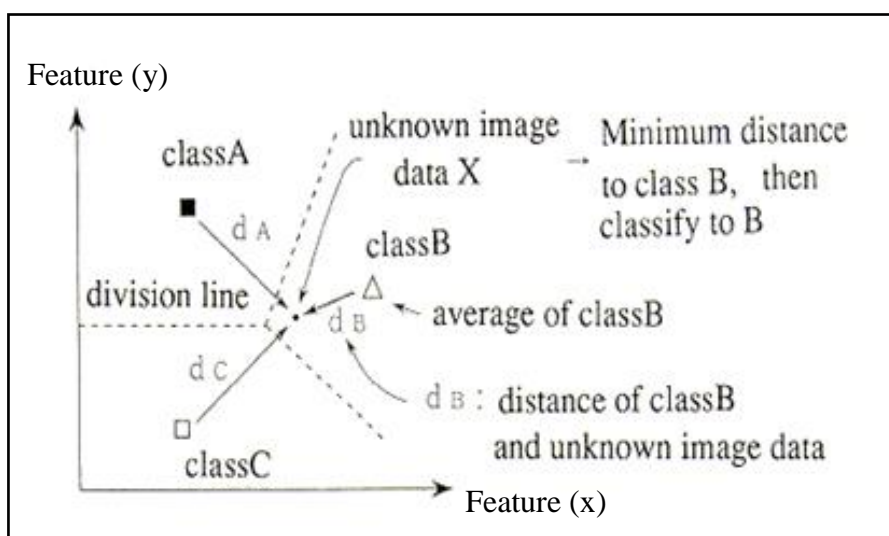 Feature (y)
classA
unknown image
data X
→ Minimum distance
to class B, then
classify to B
d A
classB
division line
d B
average of classB
d C
d B : distance of classB
and unknown image data
classC
Feature (x)